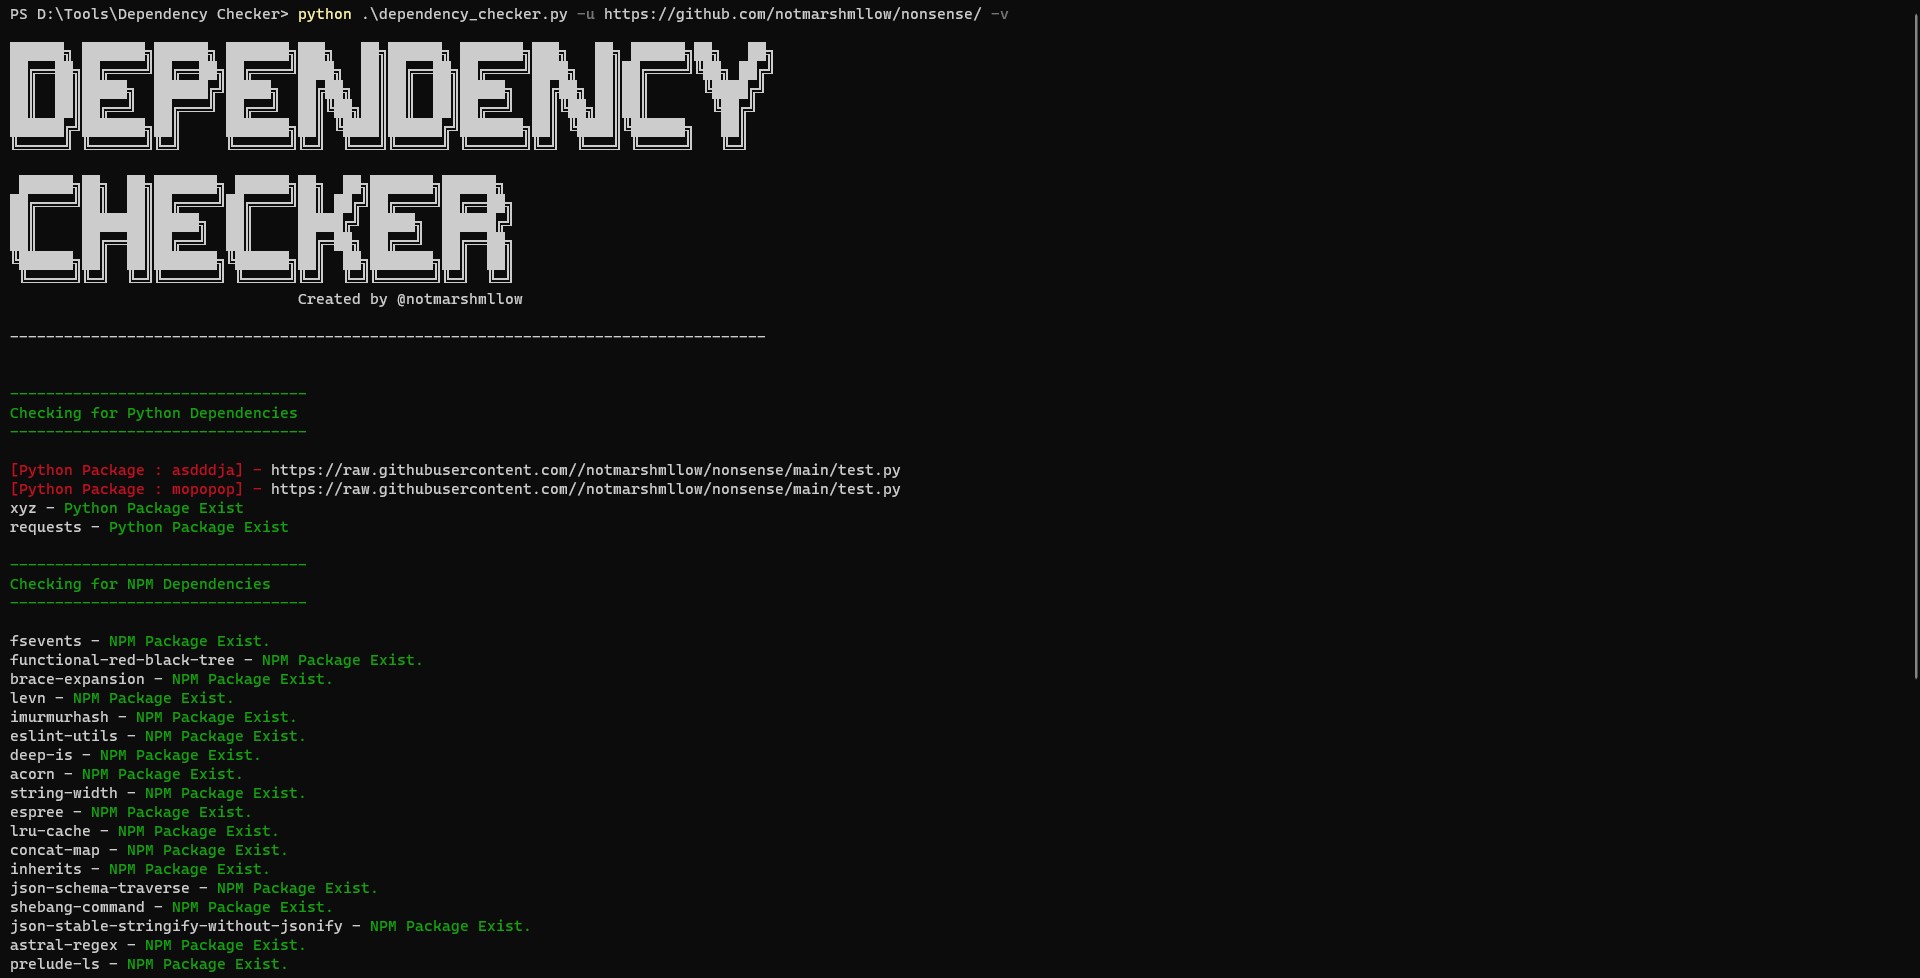 PS D:\Tools\Dependency Checker> python .\dependency_checker.py -u https://github.com/notmarshmllow/nonsense/ -v
DEPENDENCY
CHECKER
Created by @notmarshmllow
------------------------------------------------------------------------------------
---------------------------------
Checking for Python Dependencies
---------------------------------
[Python Package : asdddja] - https://raw.githubusercontent.com//notmarshmllow/nonsense/main/test.py
[Python Package : mopopop] - https://raw.githubusercontent.com//notmarshmllow/nonsense/main/test.py
xyz - Python Package Exist
requests - Python Package Exist
---------------------------------
Checking for NPM Dependencies
---------------------------------
fsevents - NPM Package Exist.
functional-red-black-tree - NPM Package Exist.
brace-expansion - NPM Package Exist.
levn - NPM Package Exist.
imurmurhash - NPM Package Exist.
eslint-utils - NPM Package Exist.
deep-is - NPM Package Exist.
acorn - NPM Package Exist.
string-width - NPM Package Exist.
espree - NPM Package Exist.
lru-cache - NPM Package Exist.
concat-map - NPM Package Exist.
inherits - NPM Package Exist.
json-schema-traverse - NPM Package Exist.
shebang-command - NPM Package Exist.
json-stable-stringify-without-jsonify - NPM Package Exist.
astral-regex - NPM Package Exist.
prelude-ls - NPM Package Exist.